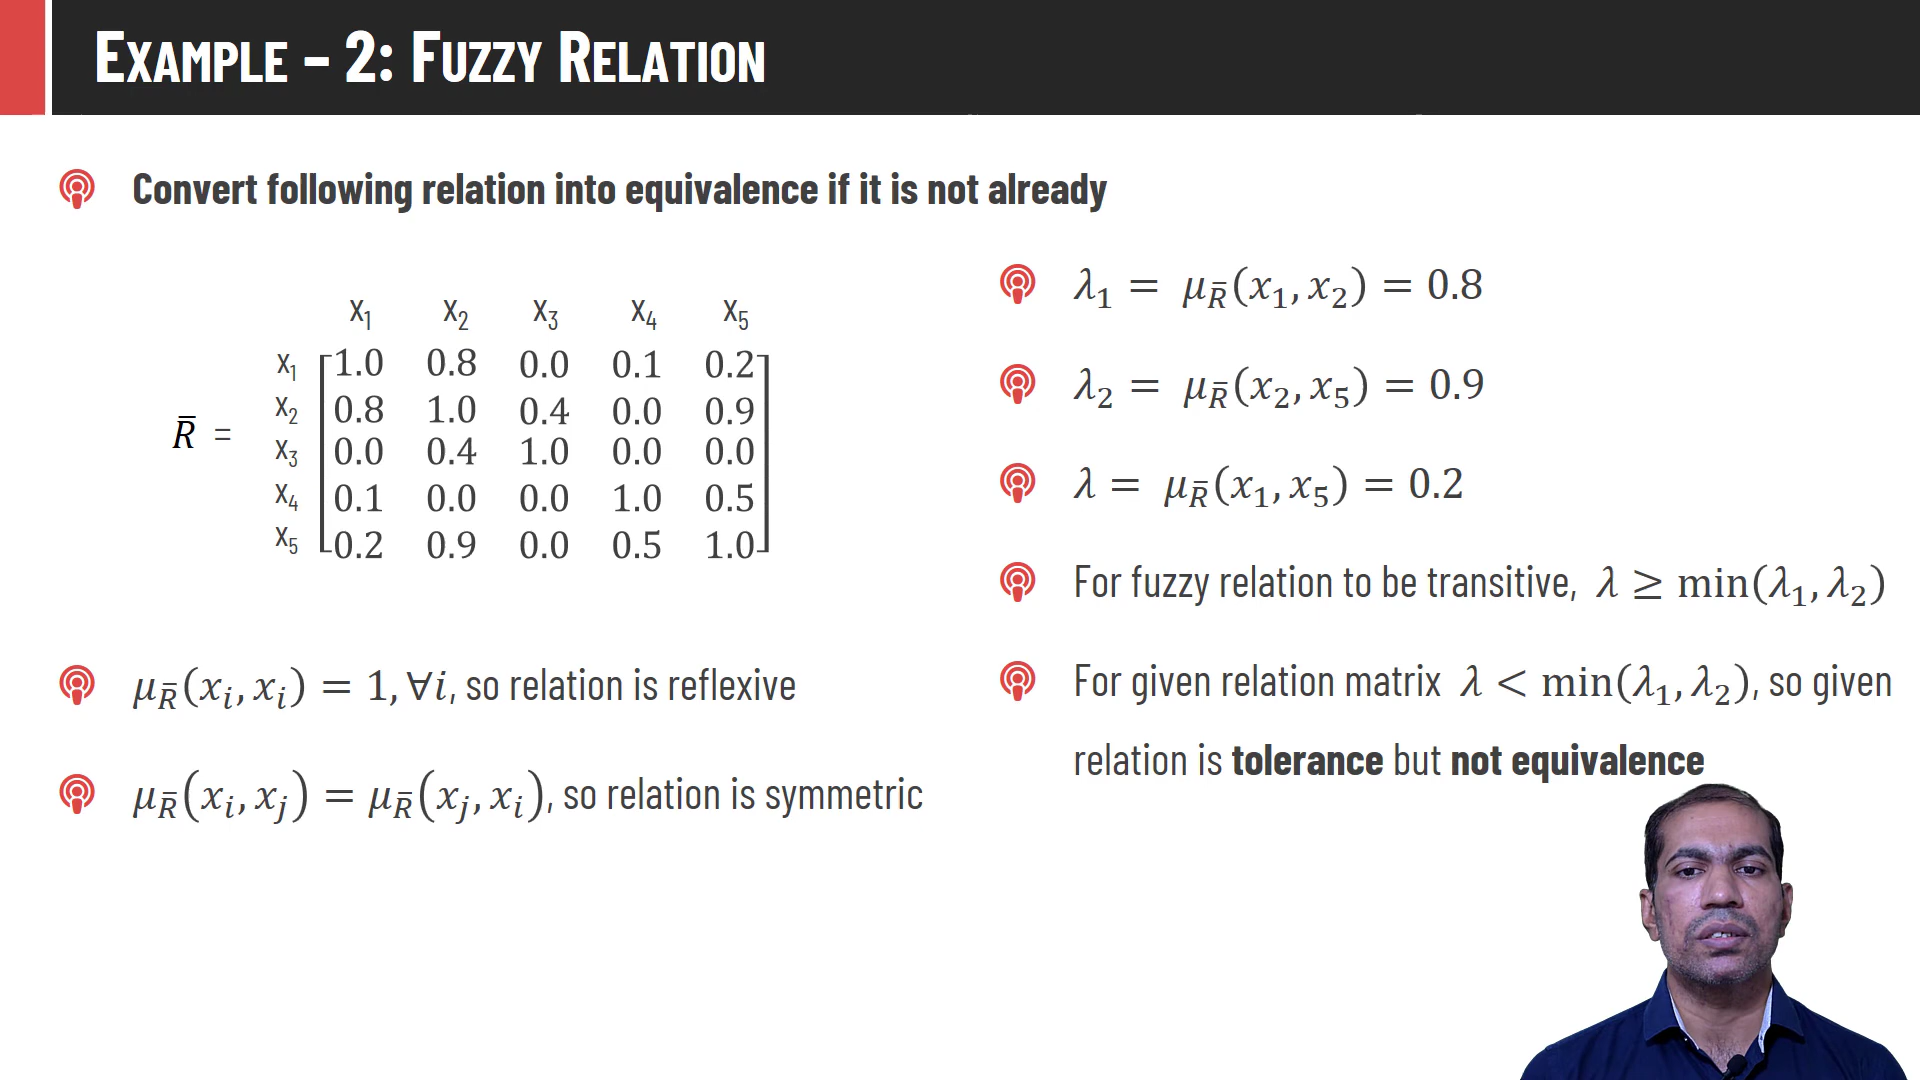 EXAMPLE – 2: FUZZY RELATION
Convert following relation into equivalence if it is not already
x₁ x₂ x₃ x₄ x₅
x₁ 1.0 0.8 0.0 0.1 0.2
x₂ 0.8 1.0 0.4 0.0 0.9
R̄ =
x₃ 0.0 0.4 1.0 0.0 0.0
x₄ 0.1 0.0 0.0 1.0 0.5
x₅ 0.2 0.9 0.0 0.5 1.0
μ_R̄(xᵢ, xᵢ) = 1, ∀i, so relation is reflexive
μ_R̄(xᵢ, xⱼ) = μ_R̄(xⱼ, xᵢ), so relation is symmetric
λ₁ = μ_R̄(x₁, x₂) = 0.8
λ₂ = μ_R̄(x₂, x₅) = 0.9
λ = μ_R̄(x₁, x₅) = 0.2
For fuzzy relation to be transitive, λ ≥ min(λ₁, λ₂)
For given relation matrix λ < min(λ₁, λ₂), so given
relation is tolerance but not equivalence